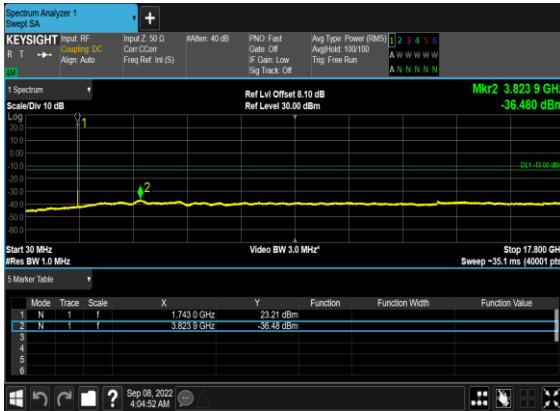 Spectrum Analyzer 1
Swept SA
+
KEYSIGHT Input: RF Input Z: 50 Ω #Atten: 40 dB PNO: Fast Avg Type: Power (RMS) 1 2 3 4 5 6
R T Coupling: DC Corr CCorr Gate: Off Avg|Hold: 100/100 A W W W W W
Align: Auto Freq Ref: Int (S) IF Gain: Low Trig: Free Run
Sig Track: Off A N N N N N
1 Spectrum
Scale/Div 10 dB
Ref Lvl Offset 8.10 dB
Ref Level 30.00 dBm
Mkr2 3.823 9 GHz
-36.480 dBm
Log
20.0
10.0
0.00
-10.0
-20.0
-30.0
-40.0
-50.0
-60.0
1
2
DL1 -13.00 dBm
Start 30 MHz
#Res BW 1.0 MHz
Video BW 3.0 MHz*
Stop 17.800 GHz
Sweep ~35.1 ms (40001 pts)
5 Marker Table
Mode Trace Scale X Y Function Function Width Function Value
1 N 1 f 1.743 0 GHz 23.21 dBm
2 N 1 f 3.823 9 GHz -36.48 dBm
3
4
5
6
? Sep 08, 2022
4:04:52 AM